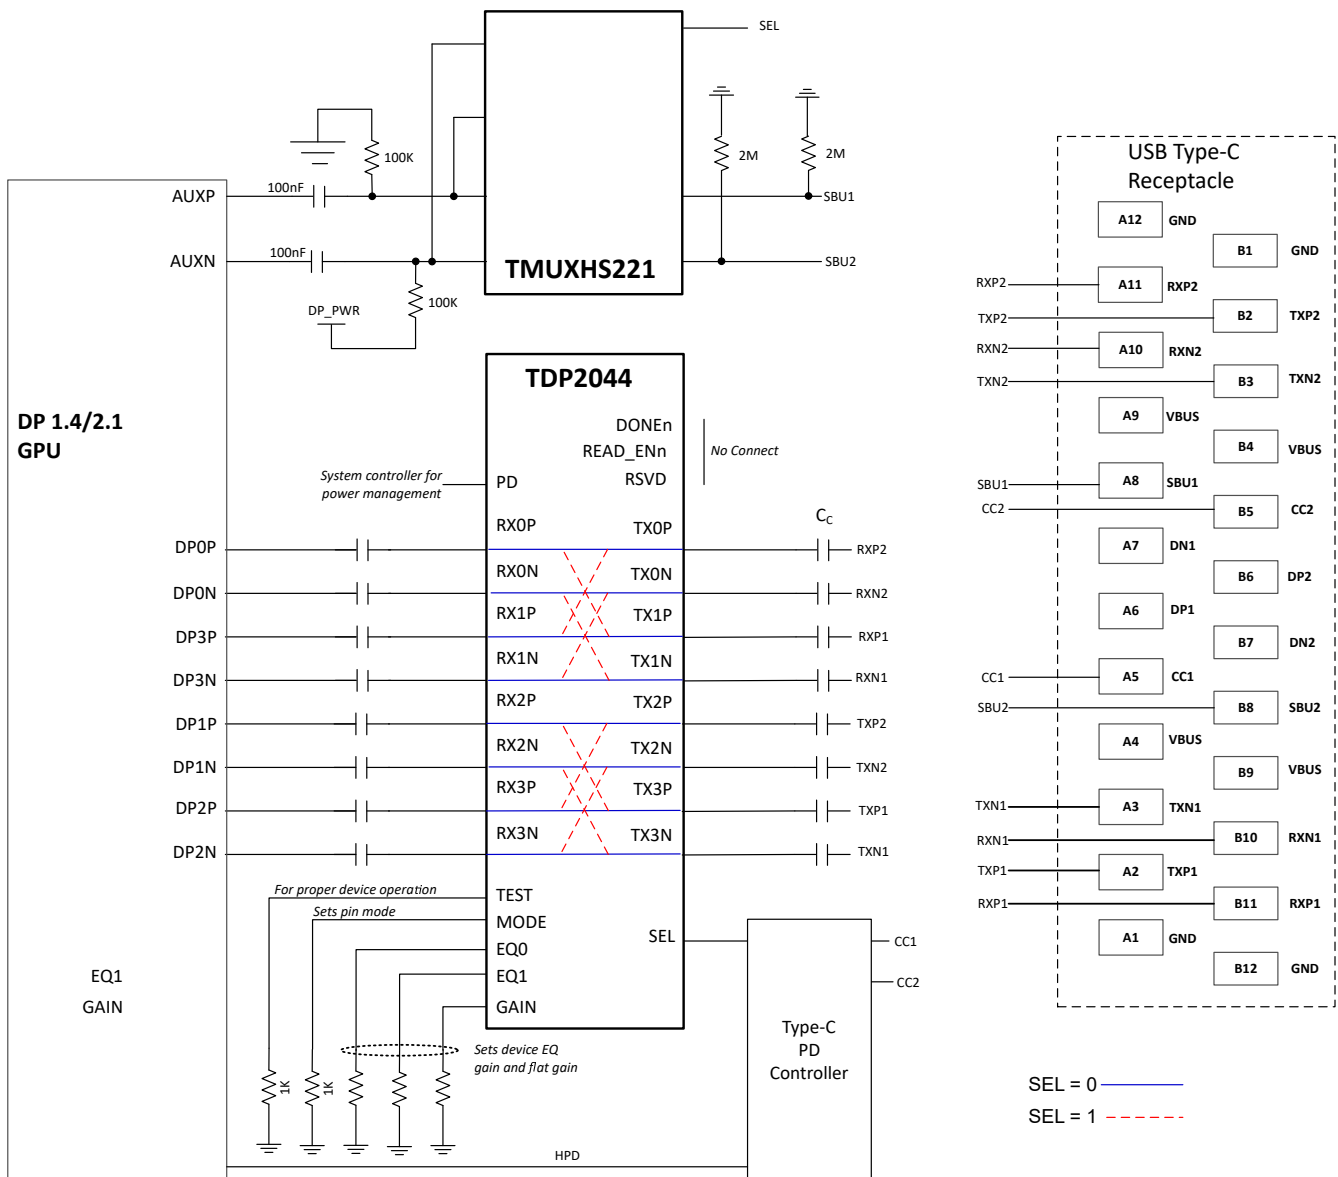 SEL
100K
2M
2M
100nF
AUXP
SBU1
100nF
AUXN
SBU2
TMUXHS221
100K
DP_PWR
DP 1.4/2.1
GPU
TDP2044
DONEn
READ_ENn
RSVD
No Connect
System controller for
power management
PD
RX0P
TX0P
CC
DP0P
RXP2
RX0N
TX0N
DP0N
RXN2
RX1P
TX1P
DP3P
RXP1
RX1N
TX1N
DP3N
RXN1
RX2P
TX2P
DP1P
TXP2
RX2N
TX2N
DP1N
TXN2
RX3P
TX3P
DP2P
TXP1
RX3N
TX3N
DP2N
TXN1
For proper device operation
TEST
Sets pin mode
MODE
EQ0
EQ1
GAIN
SEL
EQ1
GAIN
Sets device EQ
gain and flat gain
1K
1K
HPD
CC1
CC2
Type-C
PD
Controller
USB Type-C
Receptacle
A12 GND
B1 GND
RXP2 A11 RXP2
TXP2 B2 TXP2
RXN2 A10 RXN2
TXN2 B3 TXN2
A9 VBUS
B4 VBUS
SBU1 A8 SBU1
CC2 B5 CC2
A7 DN1
B6 DP2
A6 DP1
B7 DN2
CC1 A5 CC1
SBU2 B8 SBU2
A4 VBUS
B9 VBUS
TXN1 A3 TXN1
RXN1 B10 RXN1
TXP1 A2 TXP1
RXP1 B11 RXP1
A1 GND
B12 GND
SEL = 0
SEL = 1